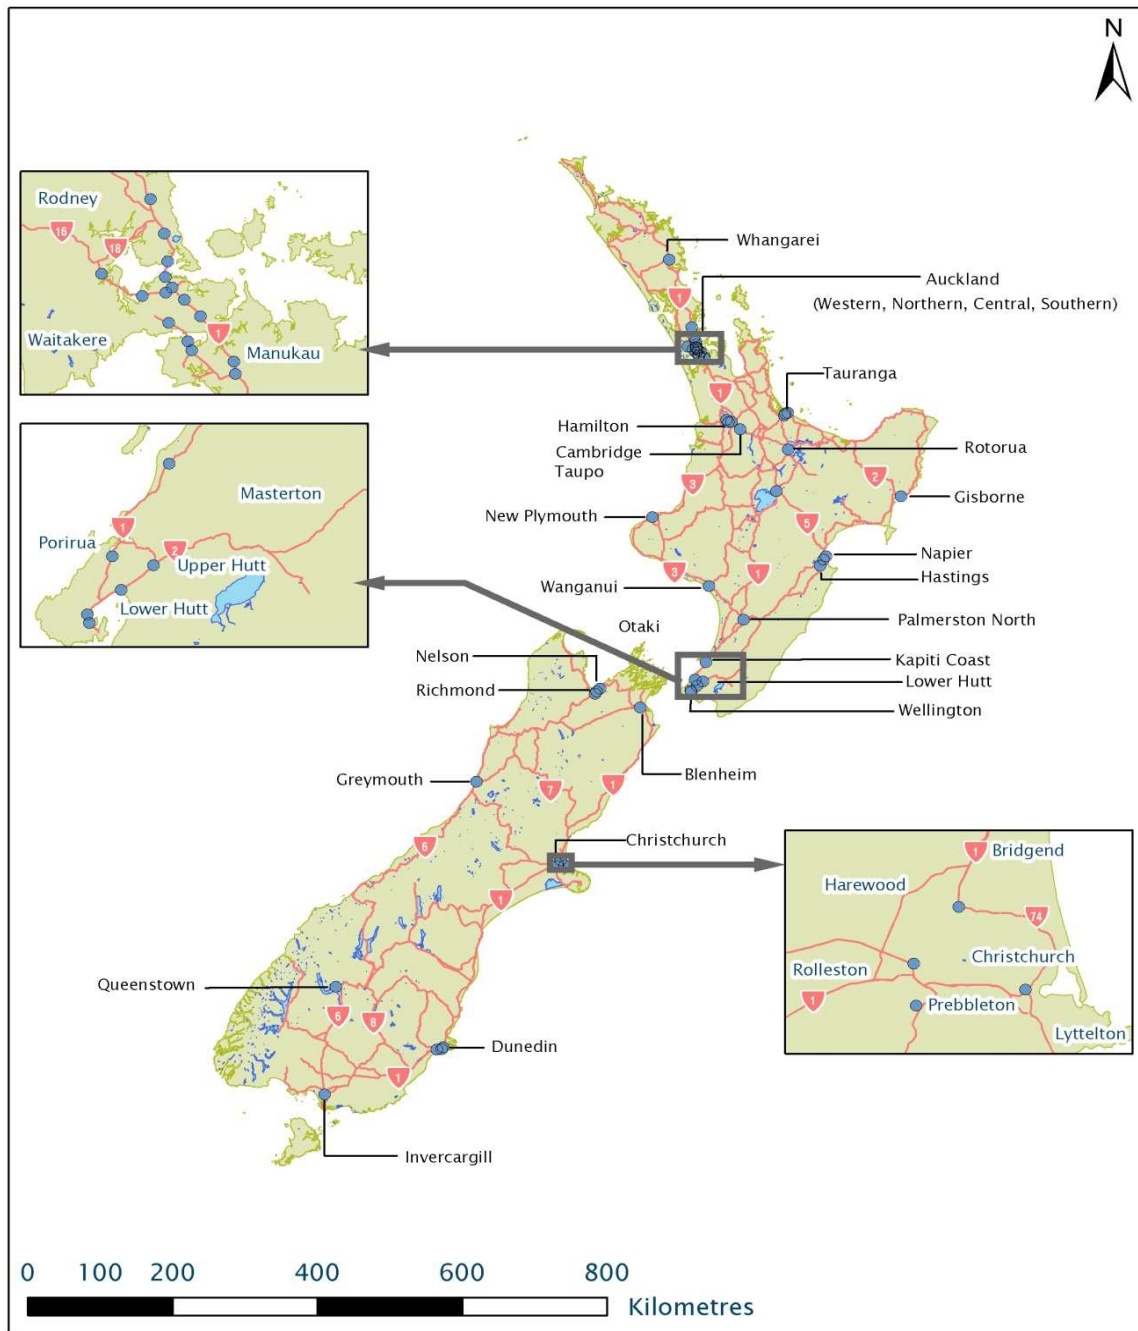 N
Rodney
16
18
Waitakere
1
Manukau
Whangarei
1
Auckland
(Western, Northern, Central, Southern)
1
Tauranga
Hamilton
Cambridge
Taupo
Rotorua
3
2
Gisborne
New Plymouth
5
Napier
Hastings
3
1
Wanganui
Palmerston North
Masterton
1
Porirua
2
Upper Hutt
Lower Hutt
Otaki
Kapiti Coast
Lower Hutt
Wellington
Nelson
Richmond
Blenheim
Greymouth
7
1
6
Christchurch
1
1
Bridgend
Harewood
74
Christchurch
Rolleston
1
Prebbleton
Lyttelton
Queenstown
6
8
Dunedin
1
Invercargill
0 100 200 400 600 800
Kilometres